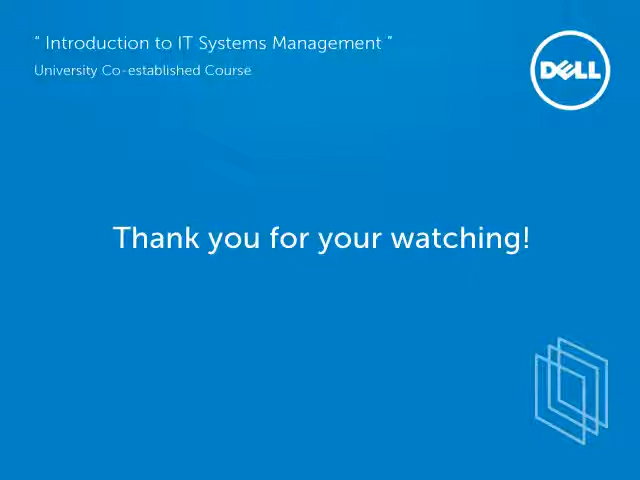 “ Introduction to IT Systems Management ”
University Co-established Course
DELL
Thank you for your watching!